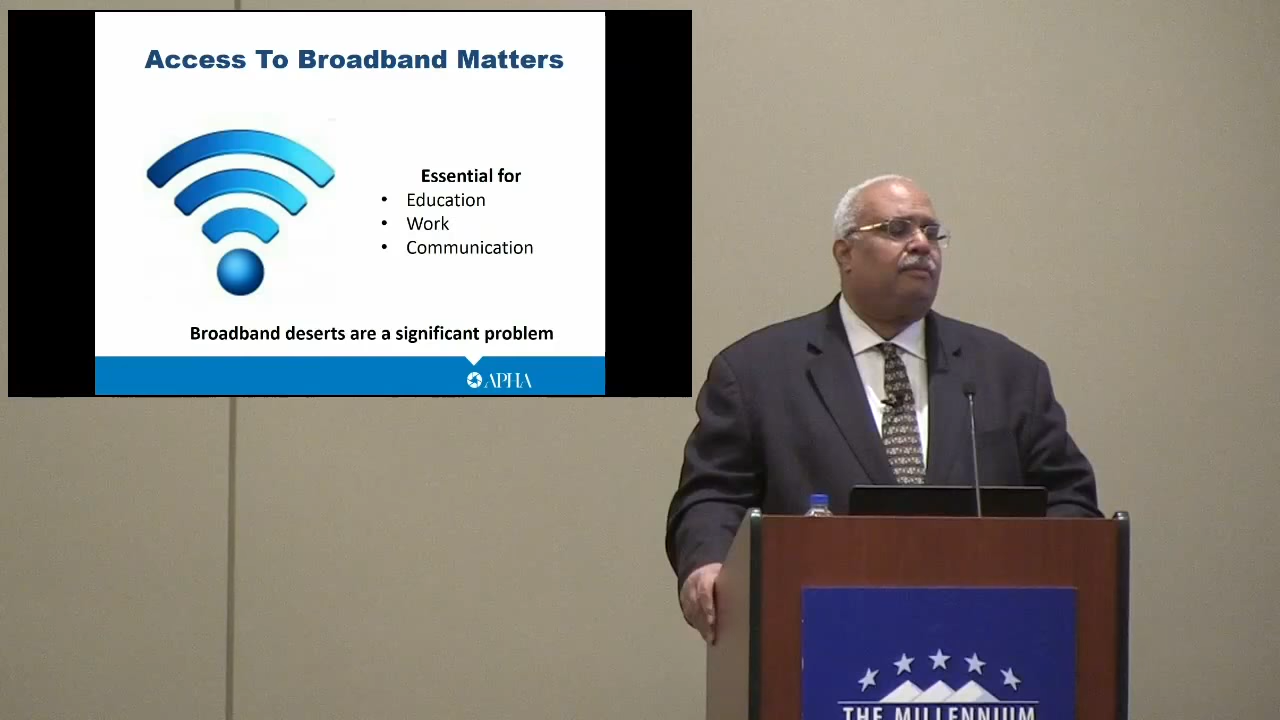 Access To Broadband Matters
Essential for
• Education
• Work
• Communication
Broadband deserts are a significant problem
APHA
THE MILLENNIUM